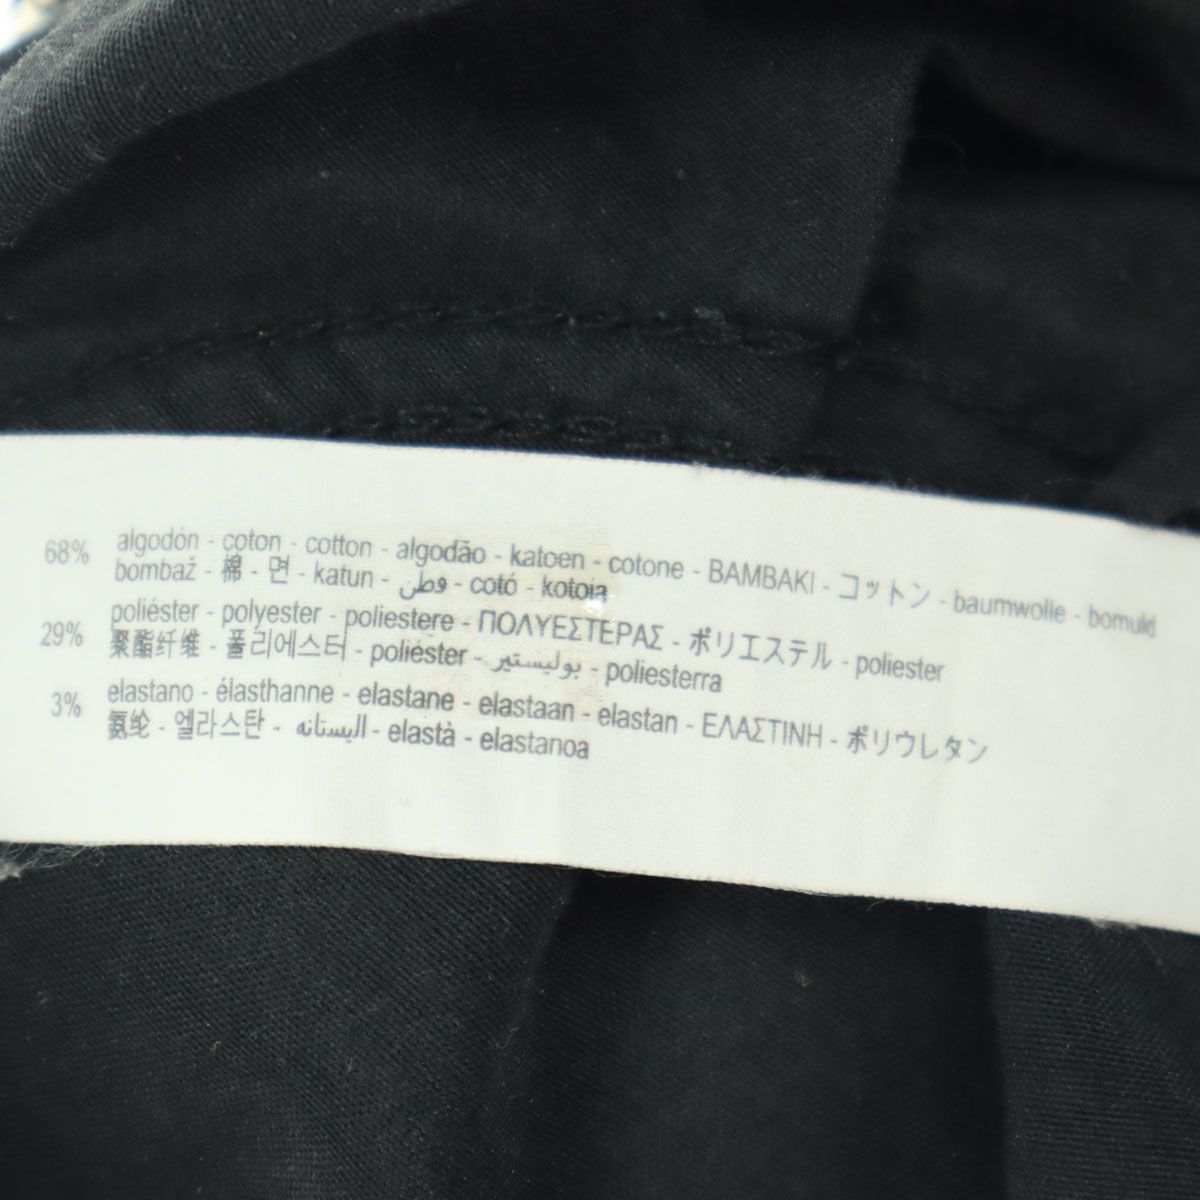 68% algodón - coton - cotton - algodão - katoen - cotone - BAMBAKI - コットン - baumwolle - bomuld
bombaž - 棉 - 면 - katun - قطن - cotó - kotoia
29% poliéster - polyester - poliestere - ΠΟΛΥΕΣΤΕΡΑΣ - ポリエステル - poliester
聚酯纤维 - 폴리에스터 - polièster - بوليستير - poliesterra
3% elastano - élasthanne - elastane - elastaan - elastan - ΕΛΑΣΤΙΝΗ - ポリウレタン
氨纶 - 엘라스탄 - اليستانه - elastà - elastanoa